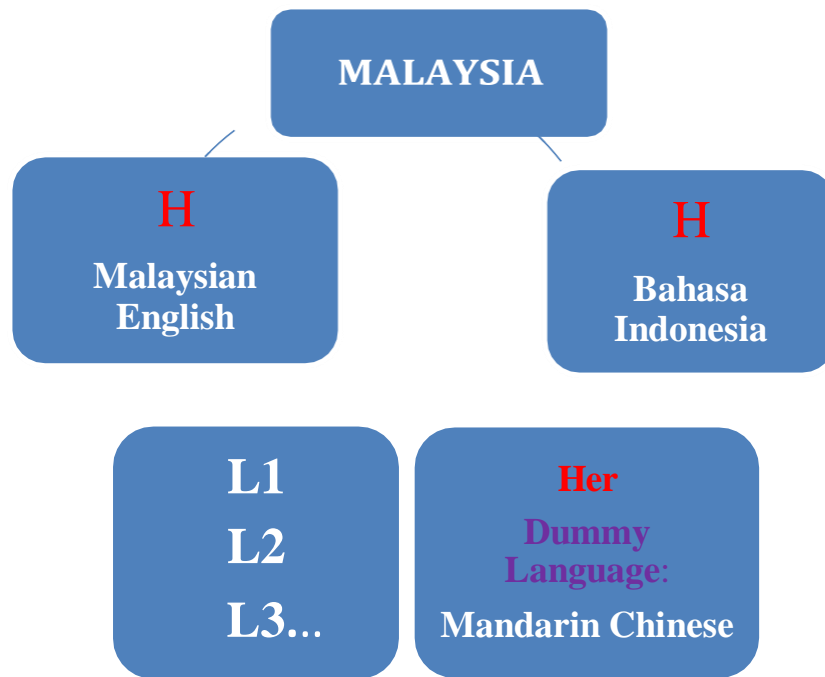 MALAYSIA
H
Malaysian
English
H
Bahasa
Indonesia
L1
L2
L3...
Her
Dummy
Language:
Mandarin Chinese